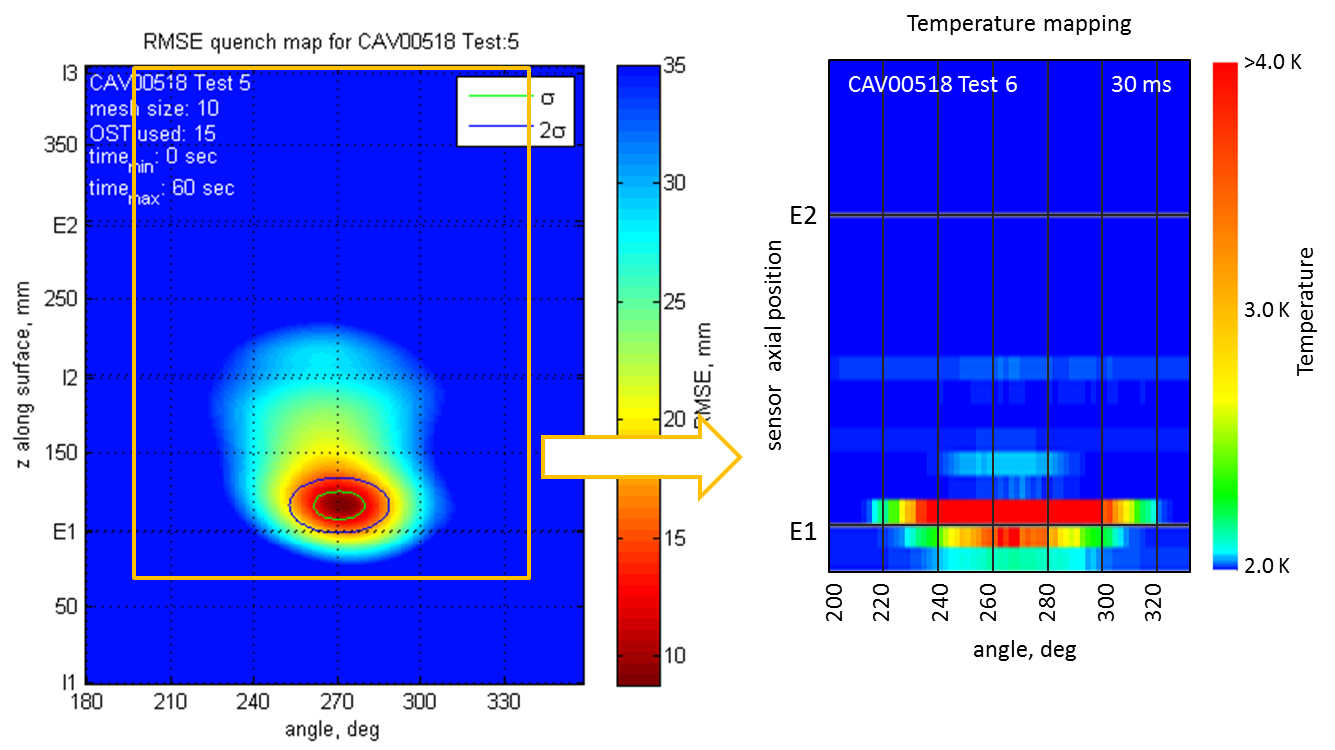 RMSE quench map for CAV00518 Test:5
CAV00518 Test 5
mesh size: 10
OST used: 15
time_min: 0 sec
time_max: 60 sec
σ
2σ
I3
350
E2
250
I2
150
E1
50
I1
z along surface, mm
180
210
240
270
300
330
angle, deg
35
30
25
20
15
10
RMSE, mm
Temperature mapping
CAV00518 Test 6 30 ms
E2
E1
sensor axial position
200
220
240
260
280
300
320
angle, deg
>4.0 K
3.0 K
2.0 K
Temperature